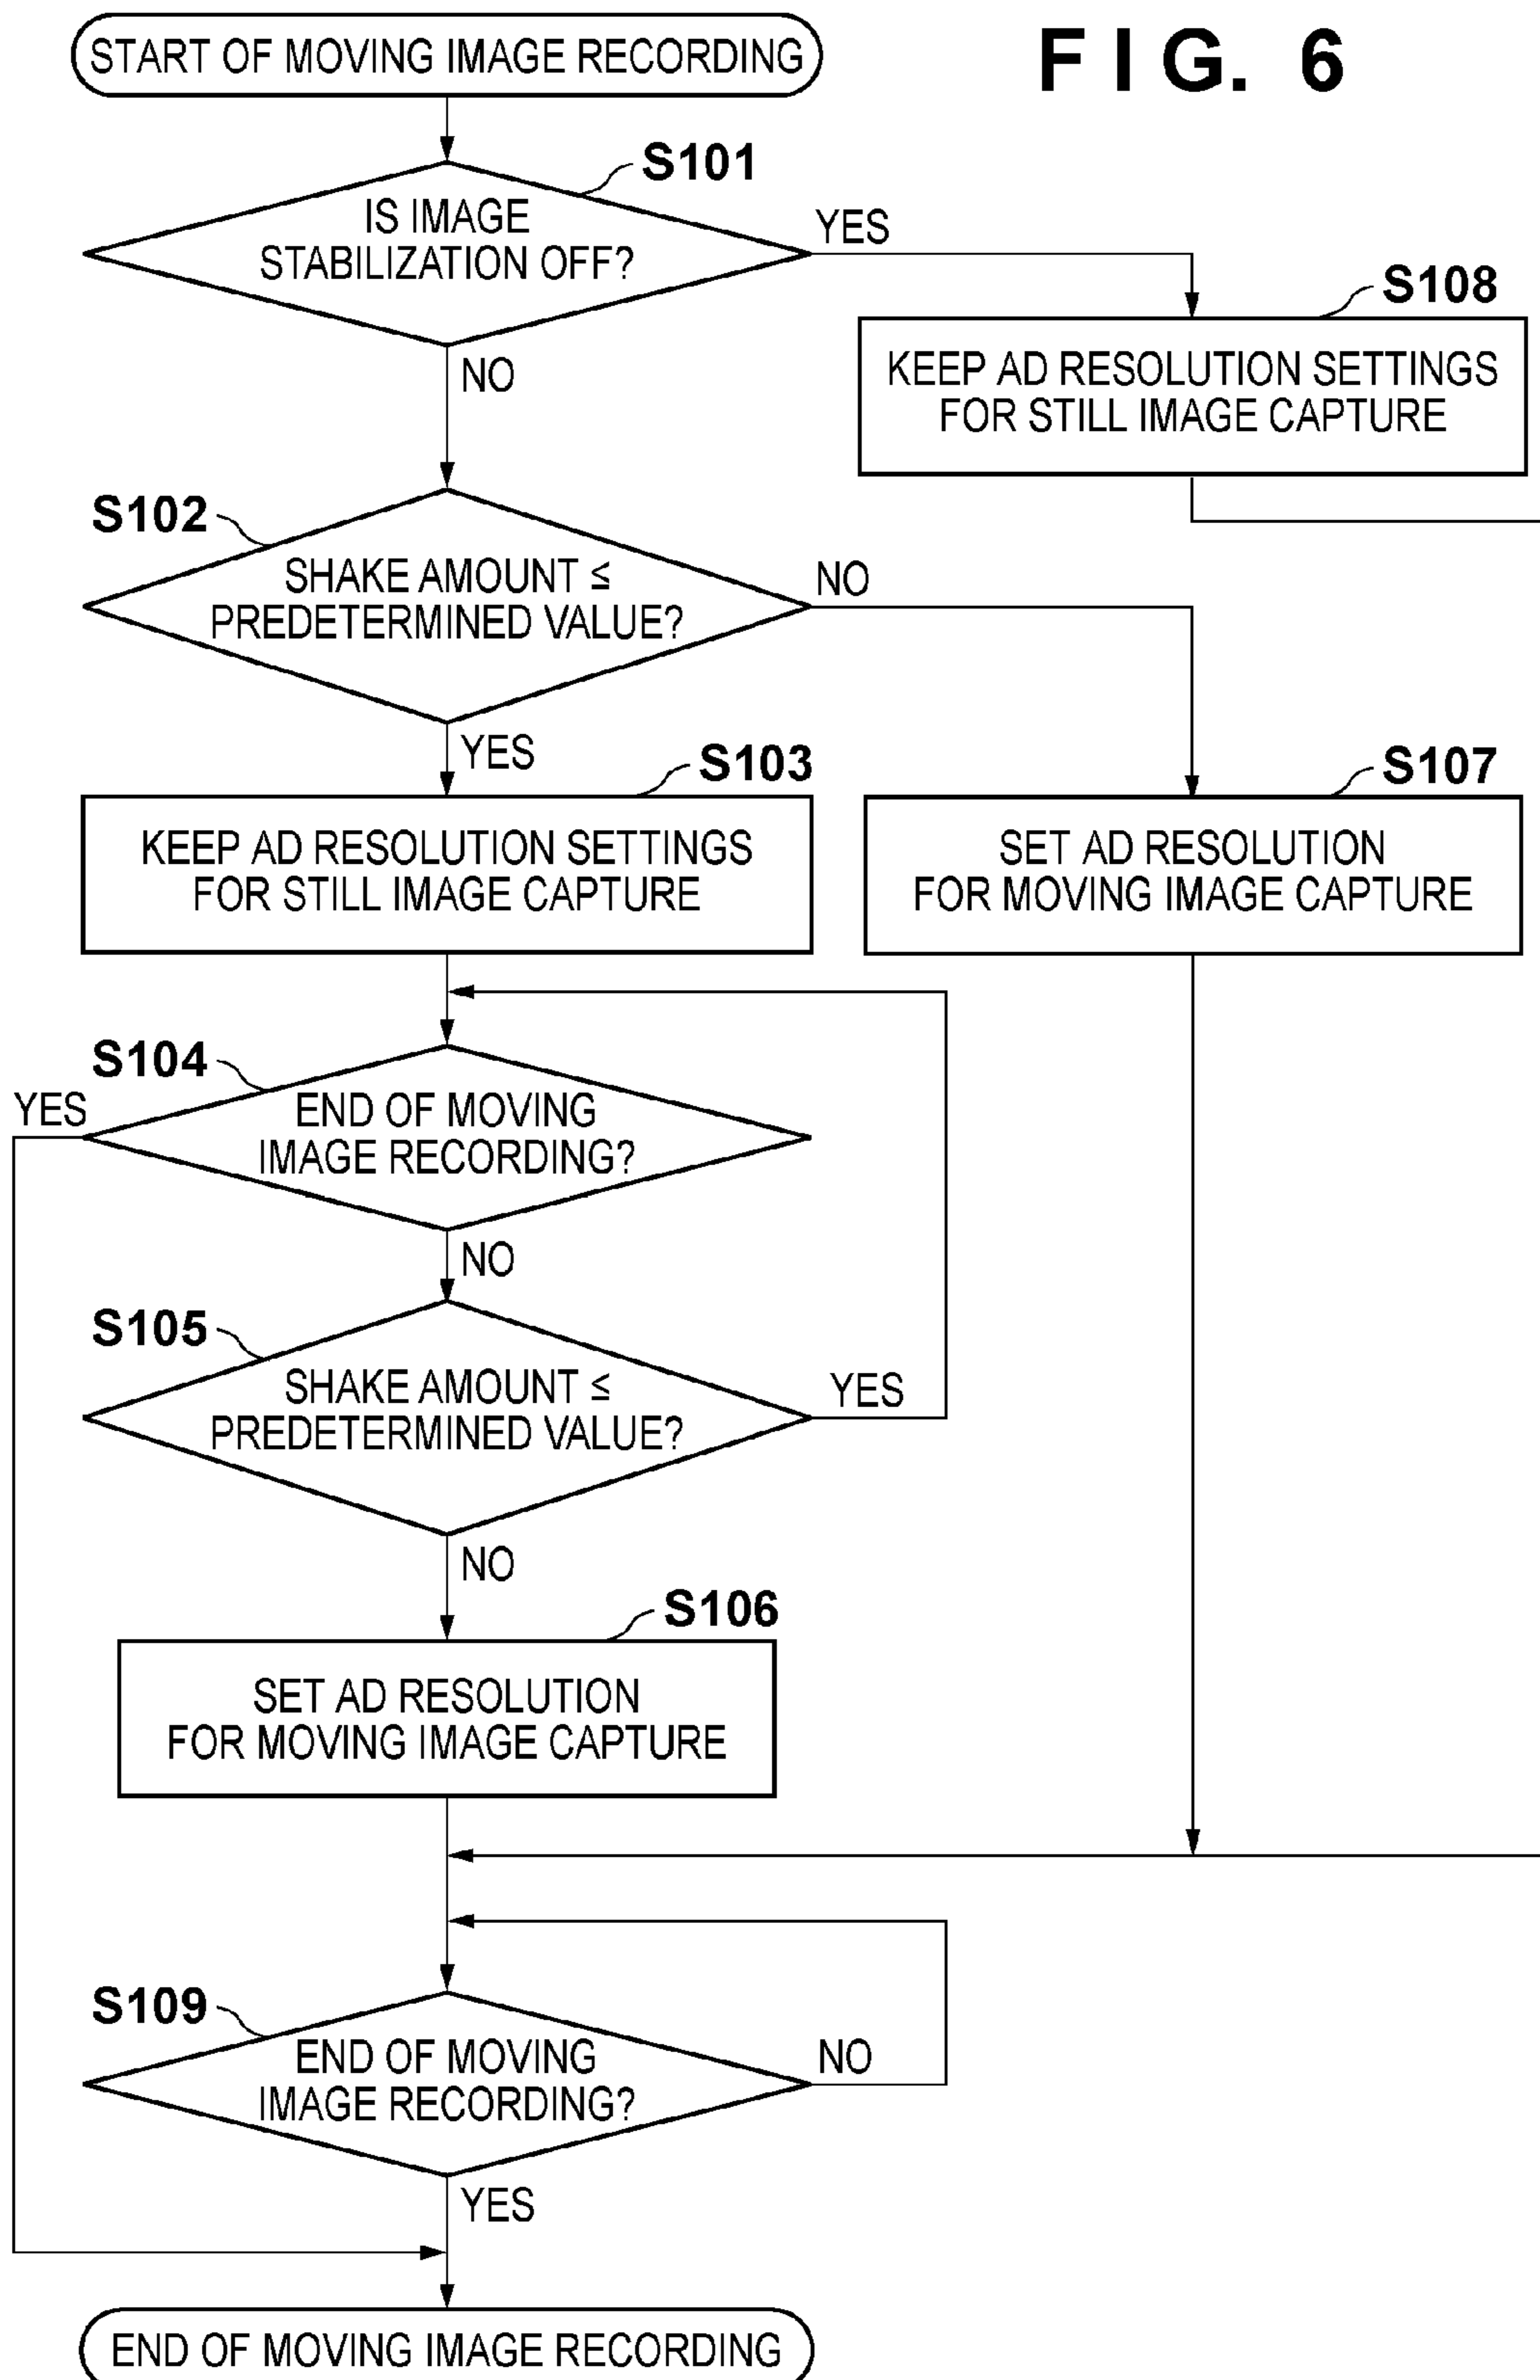 START OF MOVING IMAGE RECORDING
FIG. 6
S101
IS IMAGE
STABILIZATION OFF?
YES
NO
S108
KEEP AD RESOLUTION SETTINGS
FOR STILL IMAGE CAPTURE
S102
SHAKE AMOUNT ≤
PREDETERMINED VALUE?
NO
YES
S103
KEEP AD RESOLUTION SETTINGS
FOR STILL IMAGE CAPTURE
S107
SET AD RESOLUTION
FOR MOVING IMAGE CAPTURE
S104
YES
END OF MOVING
IMAGE RECORDING?
NO
S105
SHAKE AMOUNT ≤
PREDETERMINED VALUE?
YES
NO
S106
SET AD RESOLUTION
FOR MOVING IMAGE CAPTURE
S109
END OF MOVING
IMAGE RECORDING?
NO
YES
END OF MOVING IMAGE RECORDING